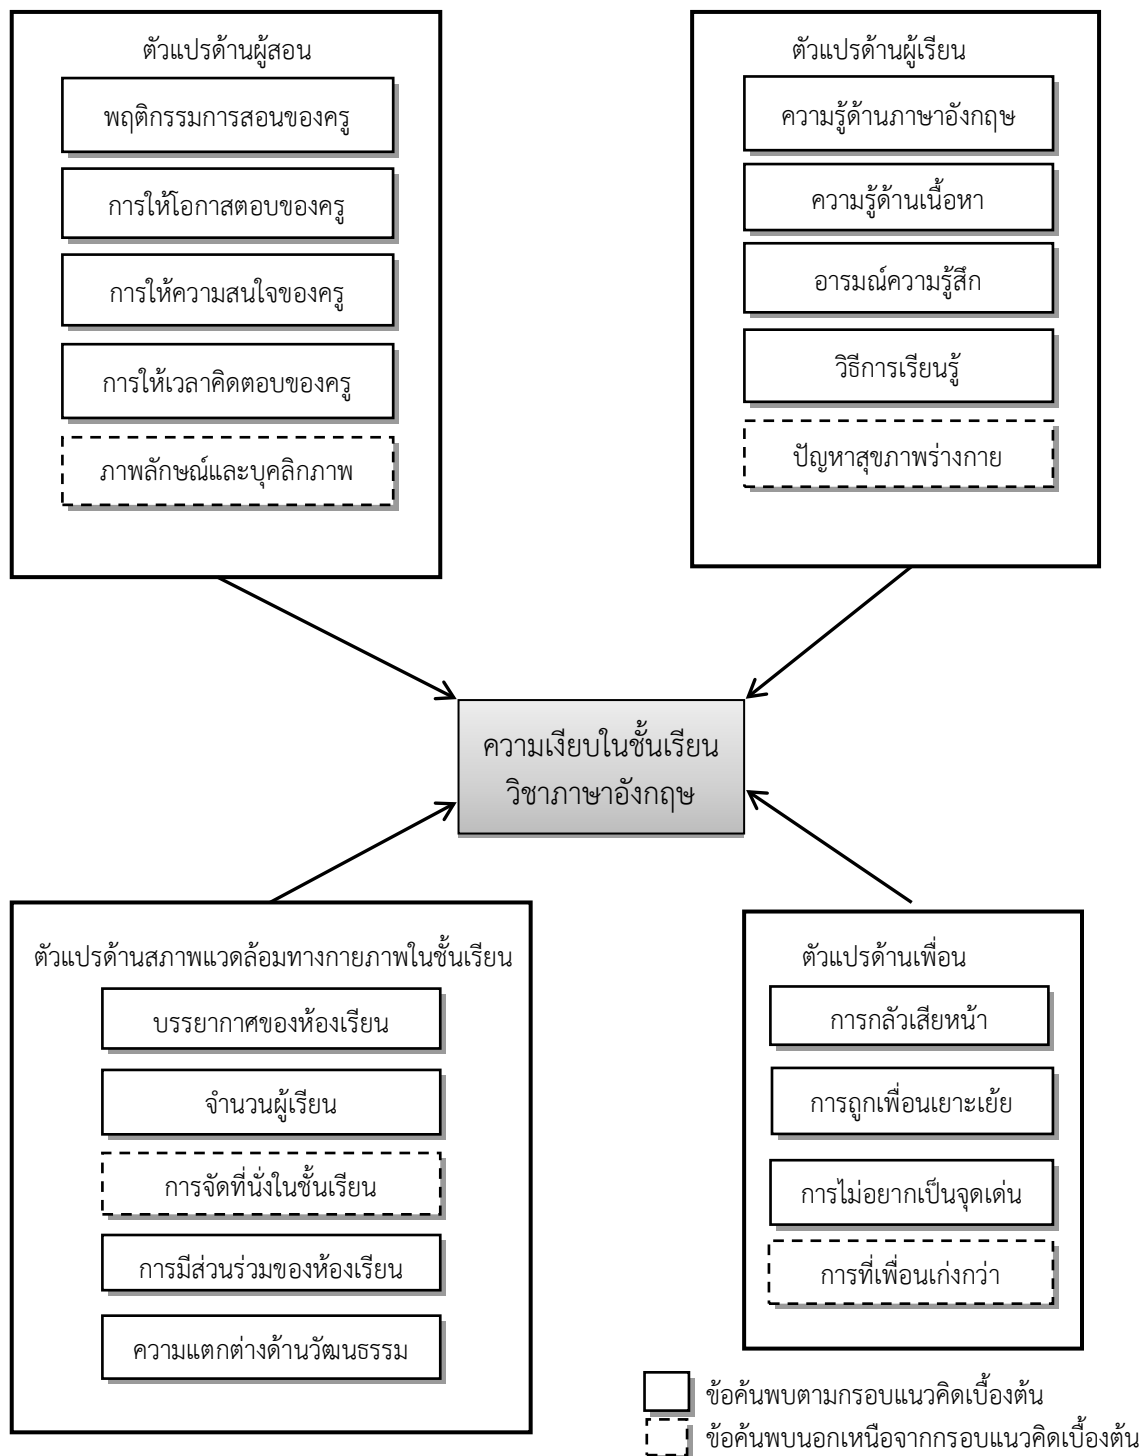 ตัวแปรด้านผู้สอน
พฤติกรรมการสอนของครู
การให้โอกาสตอบของครู
การให้ความสนใจของครู
การให้เวลาคิดตอบของครู
ภาพลักษณ์และบุคลิกภาพ
ตัวแปรด้านผู้เรียน
ความรู้ด้านภาษาอังกฤษ
ความรู้ด้านเนื้อหา
อารมณ์ความรู้สึก
วิธีการเรียนรู้
ปัญหาสุขภาพร่างกาย
ความเงียบในชั้นเรียน
วิชาภาษาอังกฤษ
ตัวแปรด้านสภาพแวดล้อมทางกายภาพในชั้นเรียน
บรรยากาศของห้องเรียน
จำนวนผู้เรียน
การจัดที่นั่งในชั้นเรียน
การมีส่วนร่วมของห้องเรียน
ความแตกต่างด้านวัฒนธรรม
ตัวแปรด้านเพื่อน
การกลัวเสียหน้า
การถูกเพื่อนเยาะเย้ย
การไม่อยากเป็นจุดเด่น
การที่เพื่อนเก่งกว่า
ข้อค้นพบตามกรอบแนวคิดเบื้องต้น
ข้อค้นพบนอกเหนือจากกรอบแนวคิดเบื้องต้น